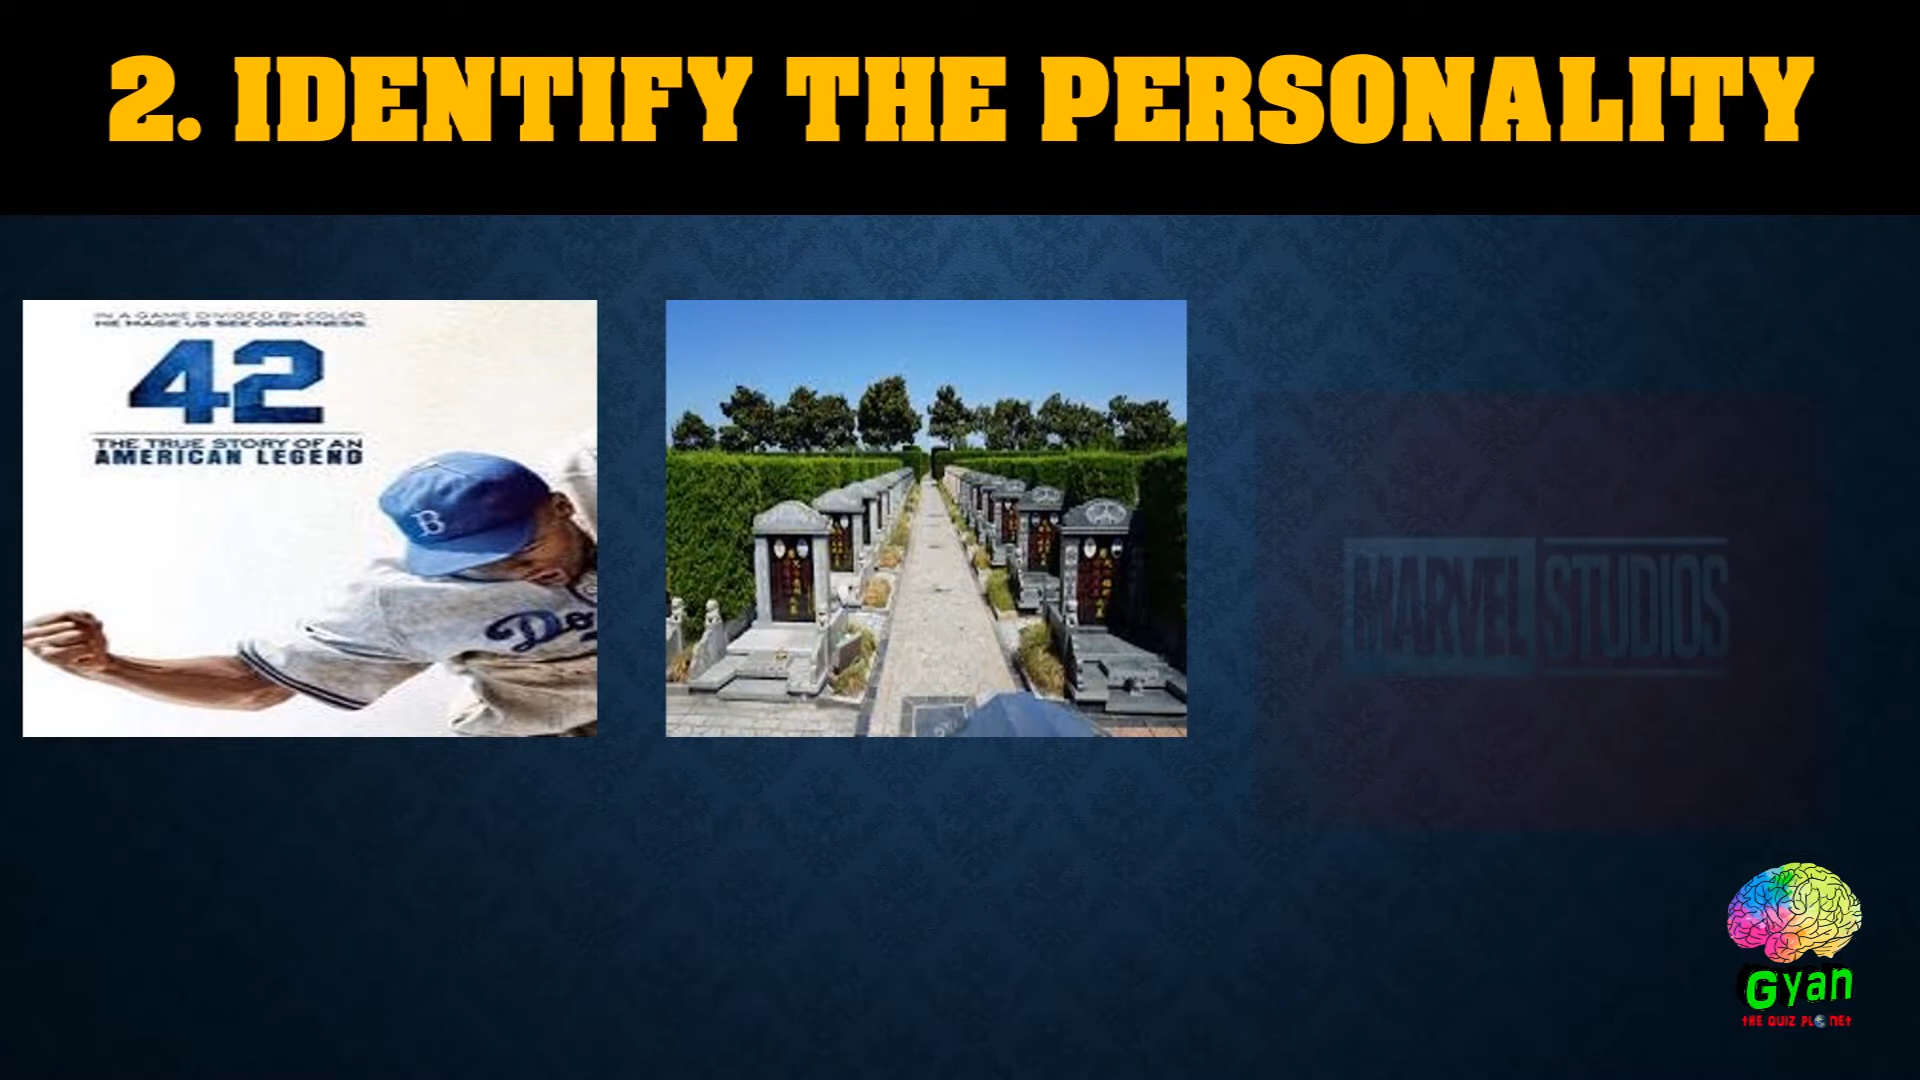 2. IDENTIFY THE PERSONALITY
IN A GAME DIVIDED BY COLOR,
HE MADE US SEE GREATNESS.
42
THE TRUE STORY OF AN
AMERICAN LEGEND
B
Do
MARVEL STUDIOS
Gyan
tHE QUIZ PLANEt